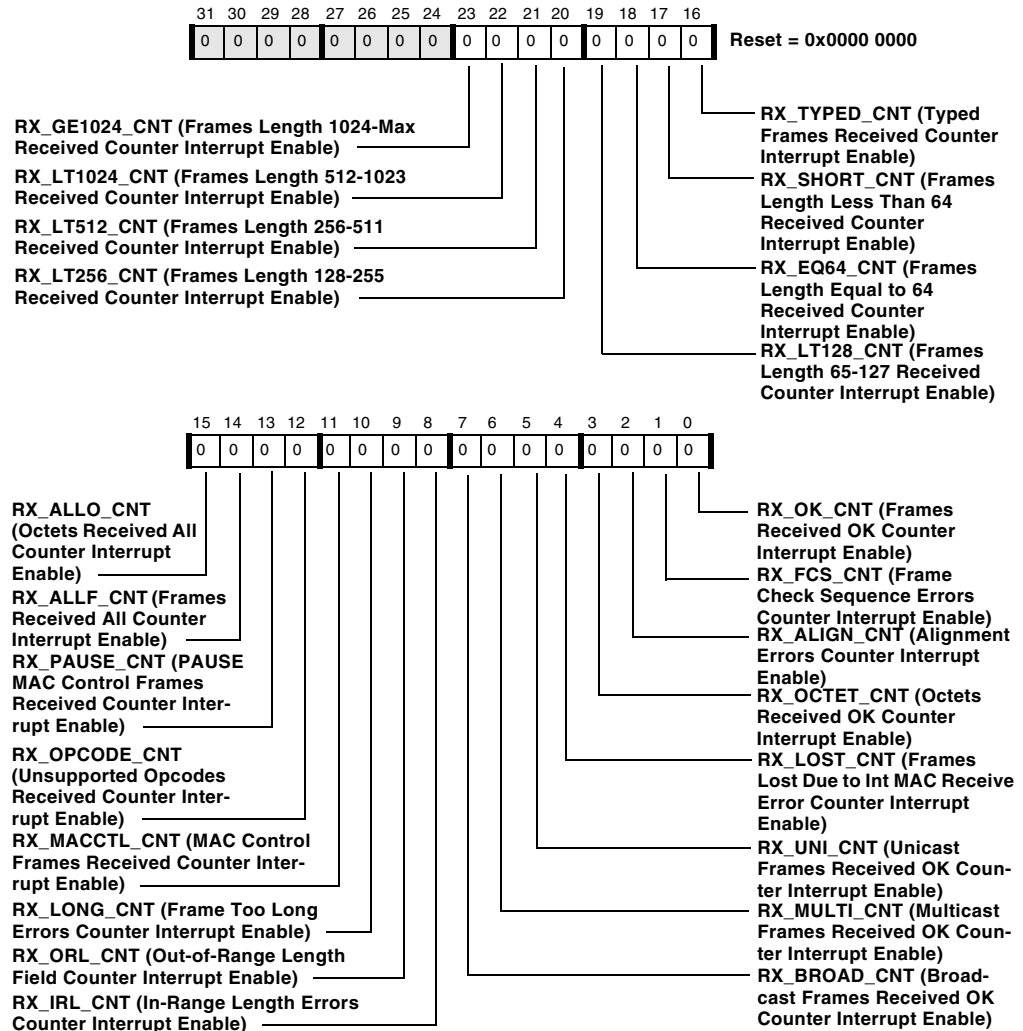 31 30 29 28 27 26 25 24 23 22 21 20 19 18 17 16
0 0 0 0 0 0 0 0 0 0 0 0 0 0 0 0 Reset = 0x0000 0000
RX_GE1024_CNT (Frames Length 1024-Max
Received Counter Interrupt Enable)
RX_LT1024_CNT (Frames Length 512-1023
Received Counter Interrupt Enable)
RX_LT512_CNT (Frames Length 256-511
Received Counter Interrupt Enable)
RX_LT256_CNT (Frames Length 128-255
Received Counter Interrupt Enable)
RX_TYPED_CNT (Typed
Frames Received Counter
Interrupt Enable)
RX_SHORT_CNT (Frames
Length Less Than 64
Received Counter
Interrupt Enable)
RX_EQ64_CNT (Frames
Length Equal to 64
Received Counter
Interrupt Enable)
RX_LT128_CNT (Frames
Length 65-127 Received
Counter Interrupt Enable)
15 14 13 12 11 10 9 8 7 6 5 4 3 2 1 0
0 0 0 0 0 0 0 0 0 0 0 0 0 0 0 0
RX_ALLO_CNT
(Octets Received All
Counter Interrupt
Enable)
RX_ALLF_CNT (Frames
Received All Counter
Interrupt Enable)
RX_PAUSE_CNT (PAUSE
MAC Control Frames
Received Counter Inter-
rupt Enable)
RX_OPCODE_CNT
(Unsupported Opcodes
Received Counter Inter-
rupt Enable)
RX_MACCTL_CNT (MAC Control
Frames Received Counter Inter-
rupt Enable)
RX_LONG_CNT (Frame Too Long
Errors Counter Interrupt Enable)
RX_ORL_CNT (Out-of-Range Length
Field Counter Interrupt Enable)
RX_IRL_CNT (In-Range Length Errors
Counter Interrupt Enable)
RX_OK_CNT (Frames
Received OK Counter
Interrupt Enable)
RX_FCS_CNT (Frame
Check Sequence Errors
Counter Interrupt Enable)
RX_ALIGN_CNT (Alignment
Errors Counter Interrupt
Enable)
RX_OCTET_CNT (Octets
Received OK Counter
Interrupt Enable)
RX_LOST_CNT (Frames
Lost Due to Int MAC Receive
Error Counter Interrupt
Enable)
RX_UNI_CNT (Unicast
Frames Received OK Coun-
ter Interrupt Enable)
RX_MULTI_CNT (Multicast
Frames Received OK Coun-
ter Interrupt Enable)
RX_BROAD_CNT (Broad-
cast Frames Received OK
Counter Interrupt Enable)